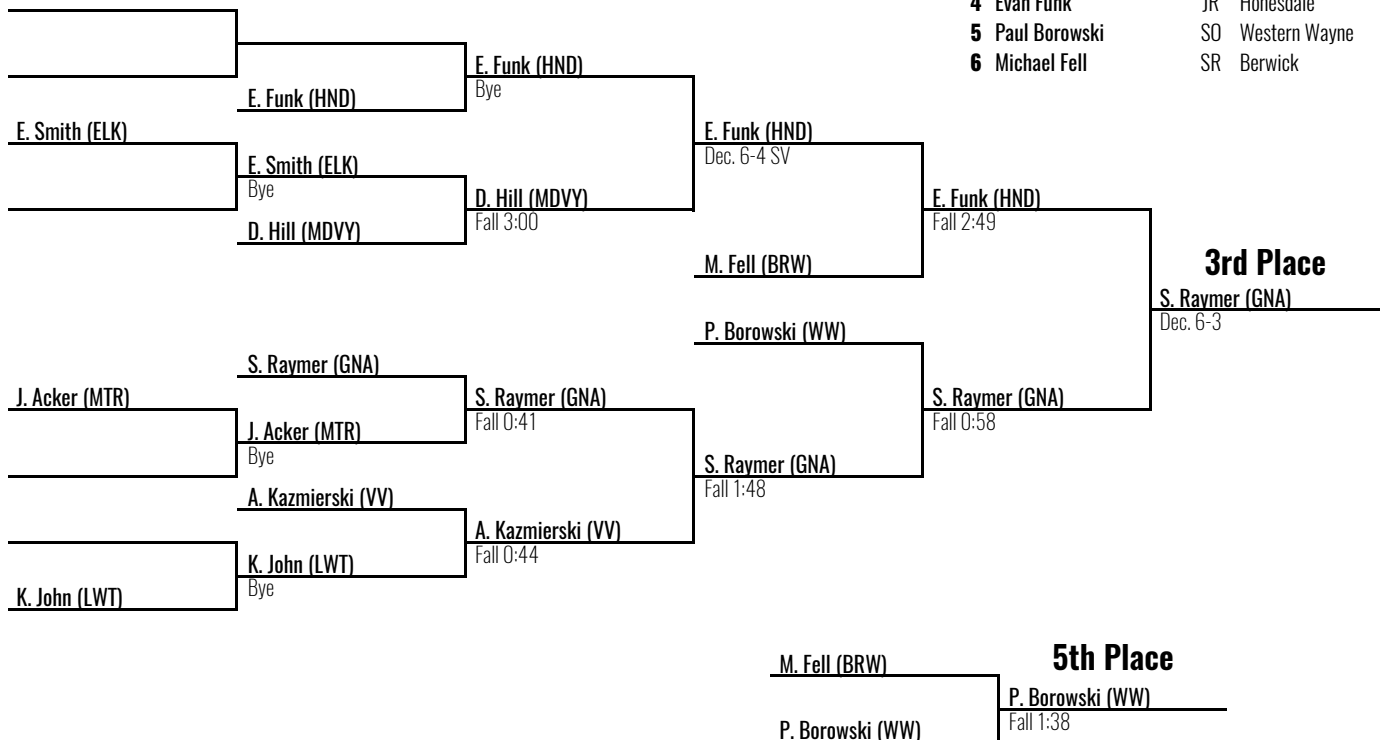 4 Evan Funk JR Honesdale
5 Paul Borowski SO Western Wayne
6 Michael Fell SR Berwick
E. Funk (HND)
Bye
E. Funk (HND)
E. Smith (ELK)
E. Funk (HND)
Dec. 6-4 SV
E. Smith (ELK)
Bye
D. Hill (MDVY)
Fall 3:00
E. Funk (HND)
Fall 2:49
D. Hill (MDVY)
M. Fell (BRW)
3rd Place
S. Raymer (GNA)
Dec. 6-3
P. Borowski (WW)
S. Raymer (GNA)
J. Acker (MTR)
S. Raymer (GNA)
Fall 0:41
S. Raymer (GNA)
Fall 0:58
J. Acker (MTR)
Bye
S. Raymer (GNA)
Fall 1:48
A. Kazmierski (VV)
A. Kazmierski (VV)
Fall 0:44
K. John (LWT)
Bye
K. John (LWT)
5th Place
M. Fell (BRW)
P. Borowski (WW)
Fall 1:38
P. Borowski (WW)